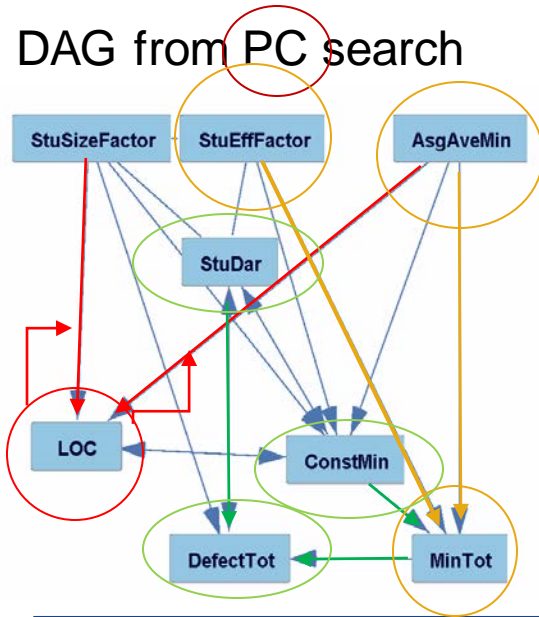 DAG from PC search
StuSizeFactor StuEffFactor AsgAveMin
StuDar
LOC
ConstMin
DefectTot MinTot